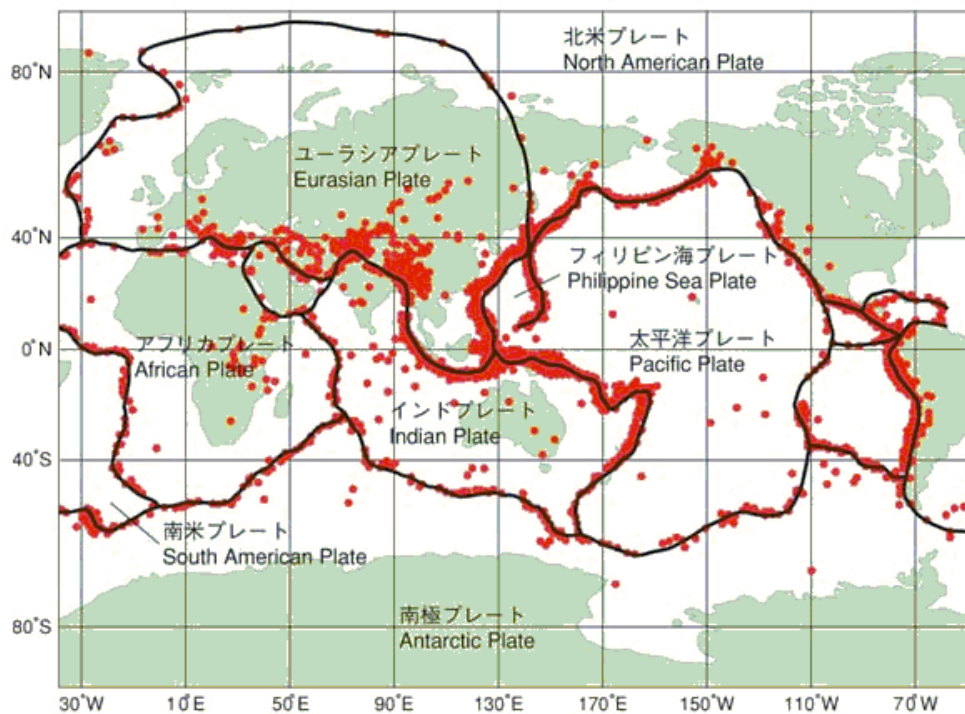 北米プレート
North American Plate
80°N
ユーラシアプレート
Eurasian Plate
40°N
フィリピン海プレート
Philippine Sea Plate
太平洋プレート
Pacific Plate
0°N
アフリカプレート
African Plate
インドプレート
Indian Plate
40°S
南米プレート
South American Plate
南極プレート
Antarctic Plate
80°S
30°W 10°E 50°E 90°E 130°E 170°E 150°W 110°W 70°W